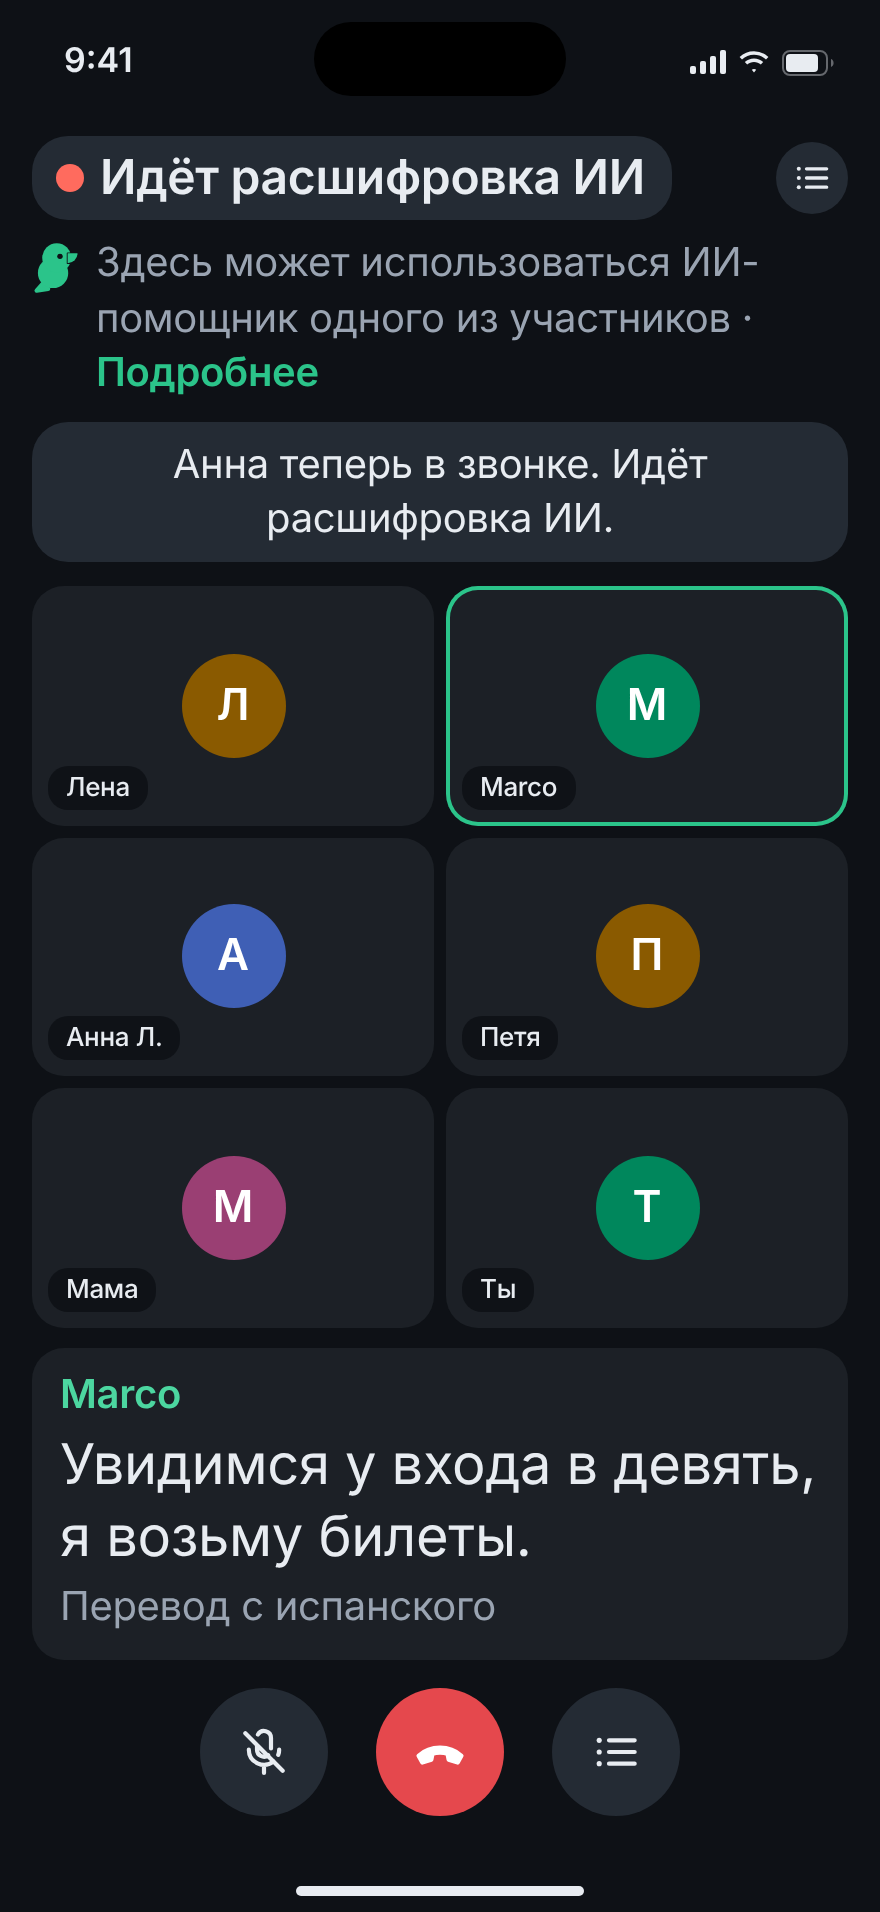 9:41
Идёт расшифровка ИИ
Здесь может использоваться ИИ-
помощник одного из участников ·
Подробнее
Анна теперь в звонке. Идёт
расшифровка ИИ.
Л
Лена
M
Marco
А
Анна Л.
П
Петя
М
Мама
Т
Ты
Marco
Увидимся у входа в девять,
я возьму билеты.
Перевод с испанского